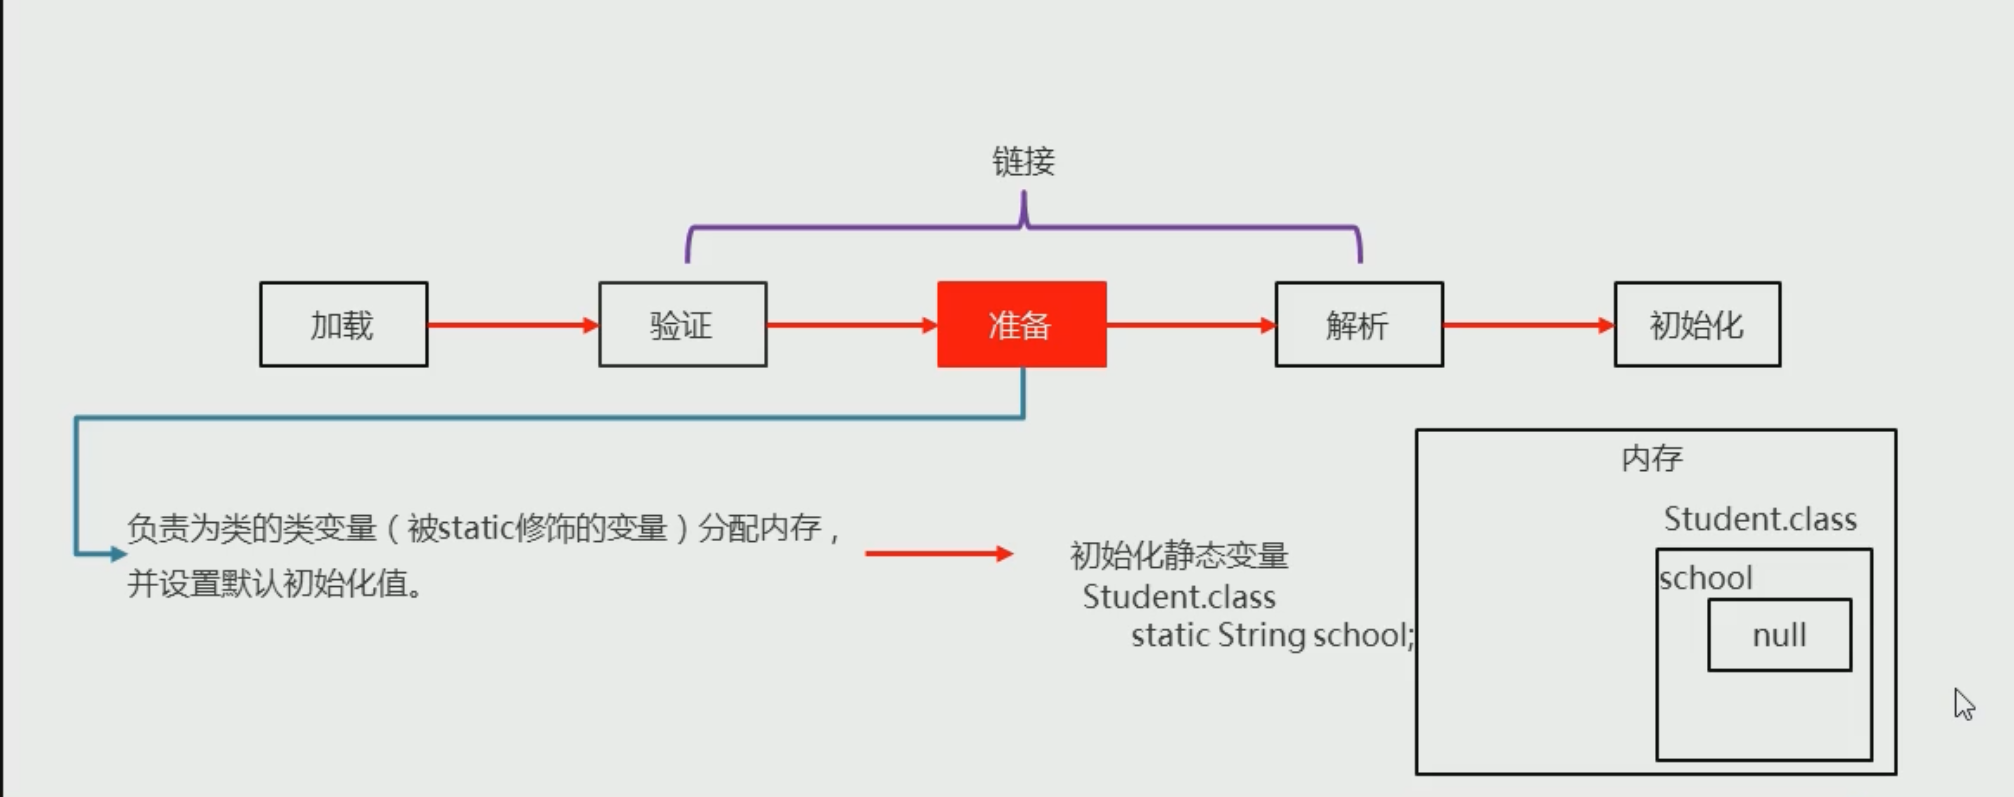 链接
加载
验证
准备
解析
初始化
负责为类的类变量（被static修饰的变量）分配内存，
并设置默认初始化值。
初始化静态变量
Student.class
static String school;
内存
Student.class
school
null